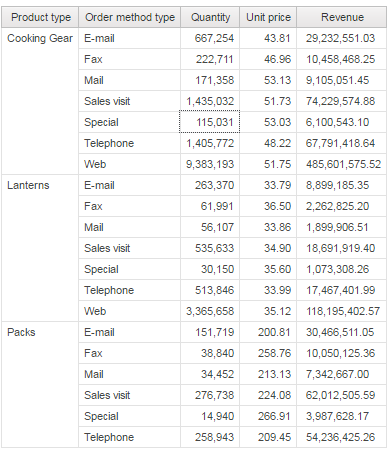 Product type Order method type Quantity Unit price Revenue
Cooking Gear E-mail 667,254 43.81 29,232,551.03
Fax 222,711 46.96 10,458,468.25
Mail 171,358 53.13 9,105,051.45
Sales visit 1,435,032 51.73 74,229,574.88
Special 115,031 53.03 6,100,543.10
Telephone 1,405,772 48.22 67,791,418.64
Web 9,383,193 51.75 485,601,575.52
Lanterns E-mail 263,370 33.79 8,899,185.35
Fax 61,991 36.50 2,262,825.20
Mail 56,107 33.86 1,899,906.51
Sales visit 535,633 34.90 18,691,919.40
Special 30,150 35.60 1,073,308.26
Telephone 513,846 33.99 17,467,401.99
Web 3,365,658 35.12 118,195,402.57
Packs E-mail 151,719 200.81 30,466,511.05
Fax 38,840 258.76 10,050,125.36
Mail 34,452 213.13 7,342,667.00
Sales visit 276,738 224.08 62,012,505.59
Special 14,940 266.91 3,987,628.17
Telephone 258,943 209.45 54,236,425.26